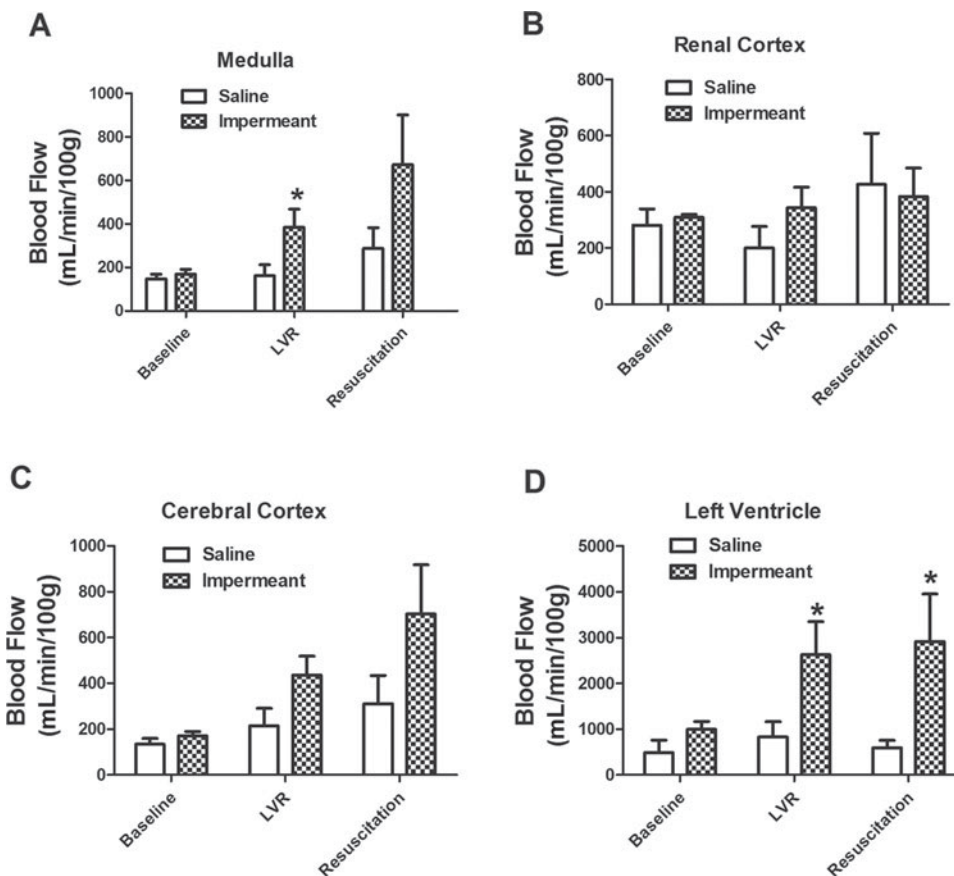 A
Medulla
Saline
Impermeant
Blood Flow
(mL/min/100g)
1000
800
600
400
200
0
*
Baseline
LVR
Resuscitation
B
Renal Cortex
Saline
Impermeant
Blood Flow
(mL/min/100g)
800
600
400
200
0
Baseline
LVR
Resuscitation
C
Cerebral Cortex
Saline
Impermeant
Blood Flow
(mL/min/100g)
1000
800
600
400
200
0
Baseline
LVR
Resuscitation
D
Left Ventricle
Saline
Impermeant
Blood Flow
(mL/min/100g)
5000
4000
3000
2000
1000
0
*
*
Baseline
LVR
Resuscitation